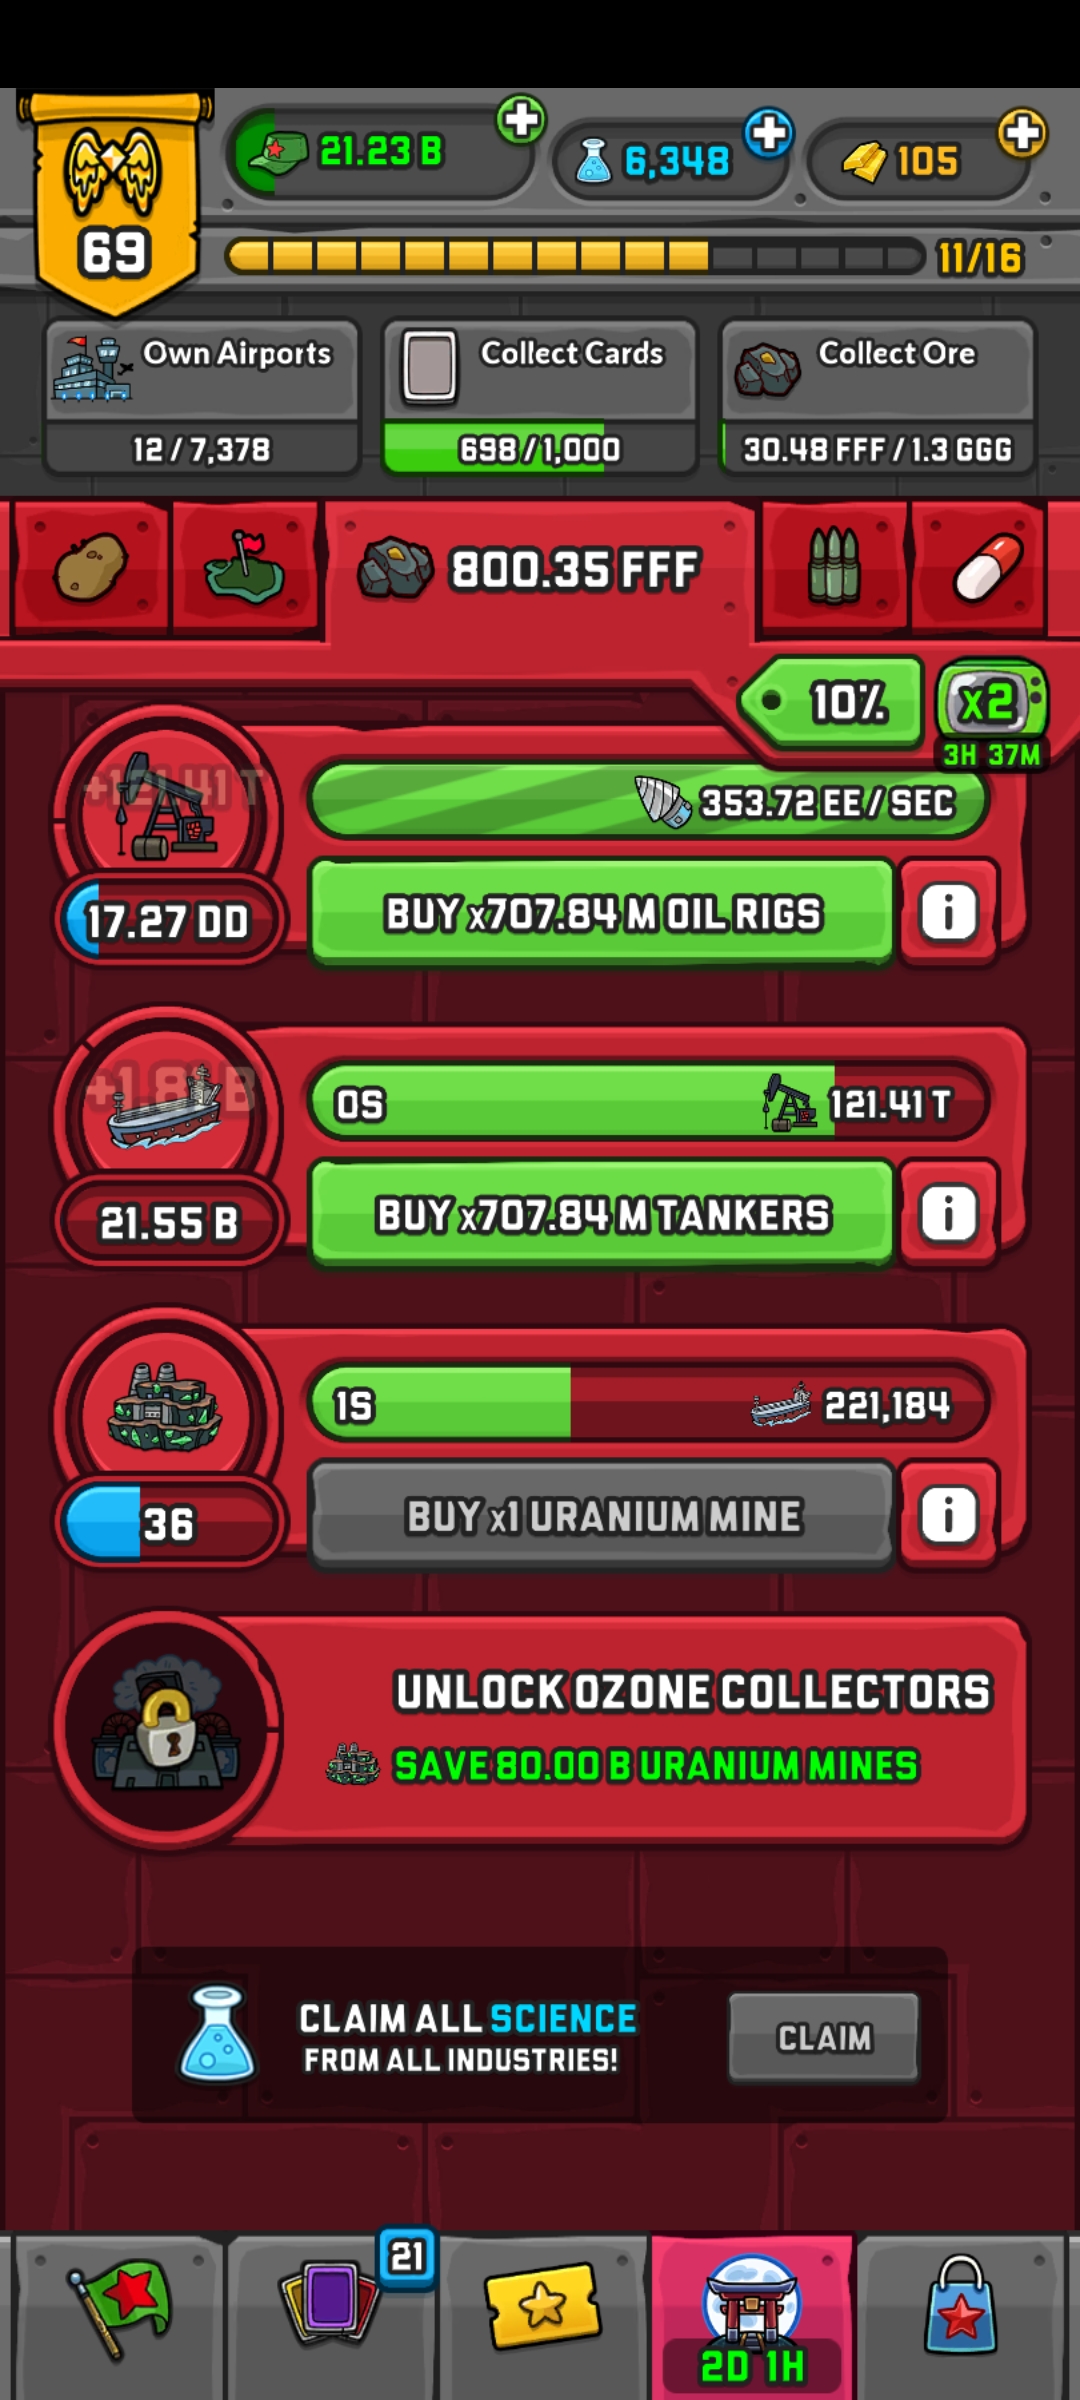 69
21.23 B
6,348
105
11/16
Own Airports
12 / 7,378
Collect Cards
698 / 1,000
Collect Ore
30.48 FFF / 1.3 GGG
800.35 FFF
10%
x2
3H 37M
+121.41 T
353.72 EE / SEC
17.27 DD
BUY x707.84 M OIL RIGS
i
0S
121.41 T
21.55 B
BUY x707.84 M TANKERS
i
1S
221,184
36
BUY x1 URANIUM MINE
i
UNLOCK OZONE COLLECTORS
SAVE 80.00 B URANIUM MINES
CLAIM ALL SCIENCE
FROM ALL INDUSTRIES!
CLAIM
21
2D 1H